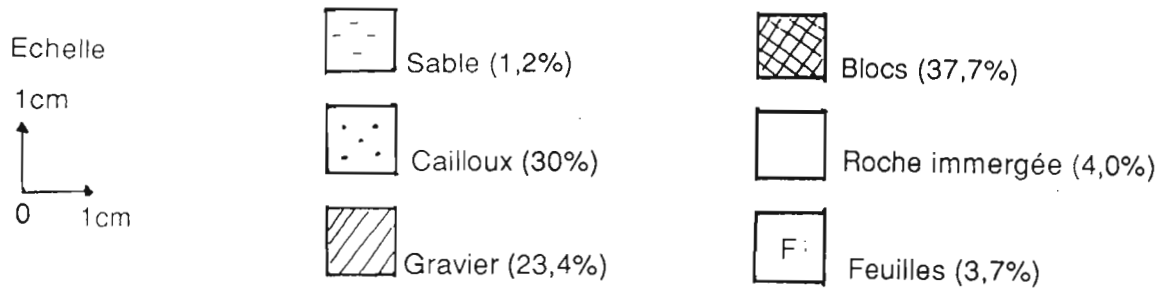 Echelle
1cm
0 1cm
Sable (1,2%)
Cailloux (30%)
Gravier (23,4%)
Blocs (37,7%)
Roche immergée (4,0%)
F
Feuilles (3,7%)